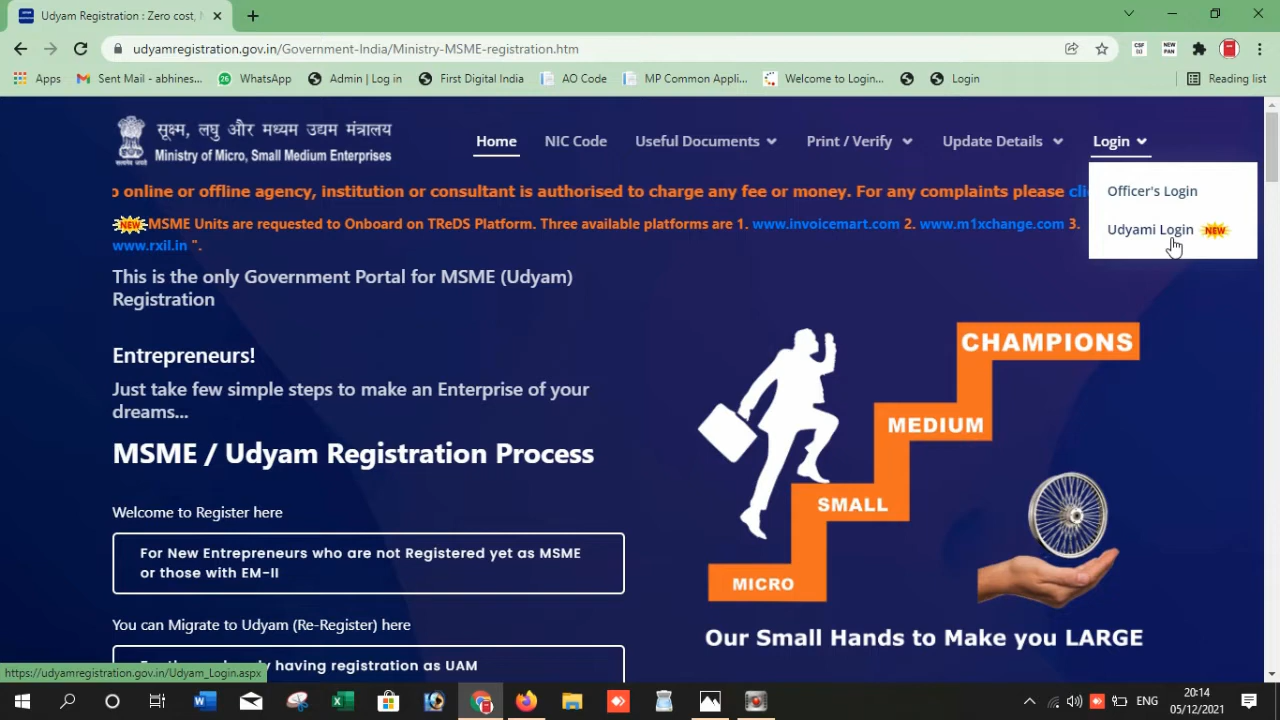 Udyam Registration : Zero cost, N
udyamregistration.gov.in/Government-India/Ministry-MSME-registration.htm
Apps Sent Mail - abhines... 26 WhatsApp Admin | Log in First Digital India AO Code MP Common Appli... Welcome to Login... Login Reading list
CSF NEW PAN
सूक्ष्म, लघु और मध्यम उद्यम मंत्रालय
Ministry of Micro, Small Medium Enterprises
Home NIC Code Useful Documents Print / Verify Update Details Login
Officer's Login
Udyami Login NEW
o online or offline agency, institution or consultant is authorised to charge any fee or money. For any complaints please cli
NEW MSME Units are requested to Onboard on TReDS Platform. Three available platforms are 1. www.invoicemart.com 2. www.m1xchange.com 3.
www.rxil.in ".
This is the only Government Portal for MSME (Udyam)
Registration
Entrepreneurs!
Just take few simple steps to make an Enterprise of your
dreams...
MSME / Udyam Registration Process
Welcome to Register here
For New Entrepreneurs who are not Registered yet as MSME
or those with EM-II
You can Migrate to Udyam (Re-Register) here
having registration as UAM
CHAMPIONS
MEDIUM
SMALL
MICRO
Our Small Hands to Make you LARGE
https://udyamregistration.gov.in/Udyam_Login.aspx
ENG
20:14
05/12/2021